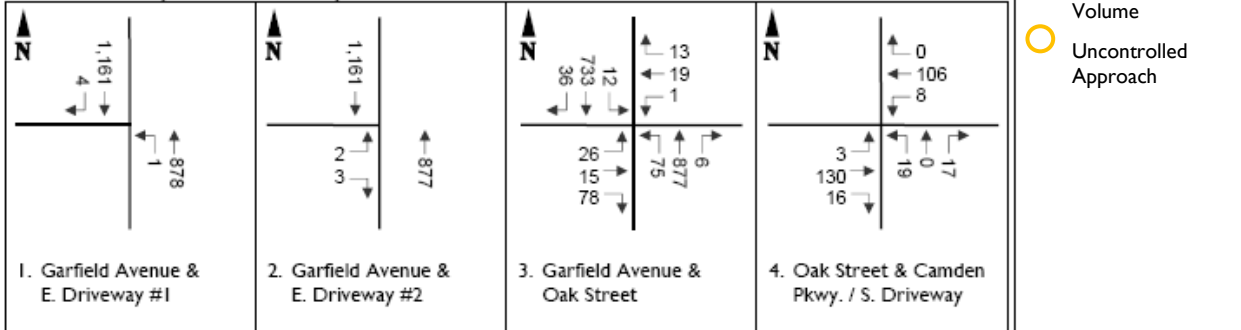 N
1,161
4
1
878
1. Garfield Avenue &
E. Driveway #1
N
1,161
2
3
877
2. Garfield Avenue &
E. Driveway #2
N
36
733
12
13
19
1
26
15
78
75
877
6
3. Garfield Avenue &
Oak Street
N
0
106
8
3
130
16
19
0
17
4. Oak Street & Camden
Pkwy. / S. Driveway
Volume
Uncontrolled
Approach